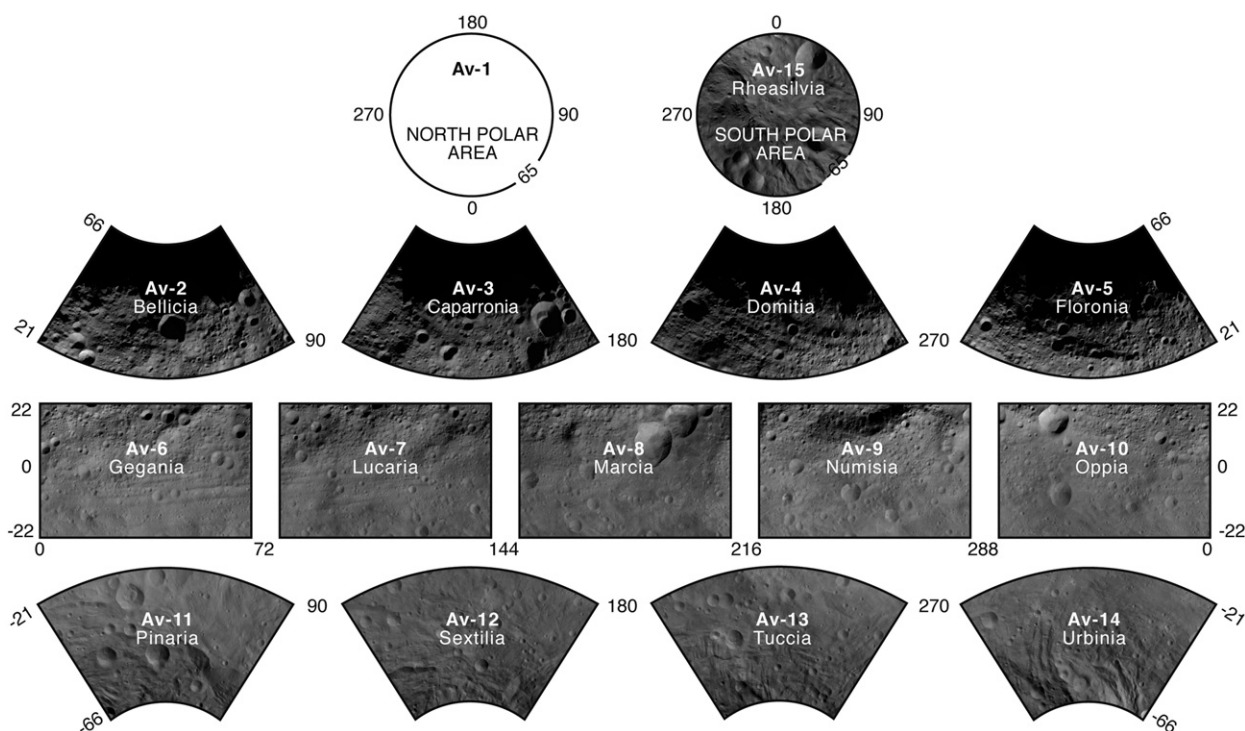 180
0
Av-1
Av-15
Rheasilvia
270
90
270
90
NORTH POLAR
AREA
SOUTH POLAR
AREA
65
-65
0
180
66
66
Av-2
Bellicia
Av-3
Caparronia
Av-4
Domitia
Av-5
Floronia
21
90
180
270
21
22
22
Av-6
Gegania
Av-7
Lucaria
Av-8
Marcia
Av-9
Numisia
Av-10
Oppia
0
0
-22
-22
0
72
144
216
288
0
-21
90
180
270
-21
Av-11
Pinaria
Av-12
Sextilia
Av-13
Tuccia
Av-14
Urbinia
-66
-66